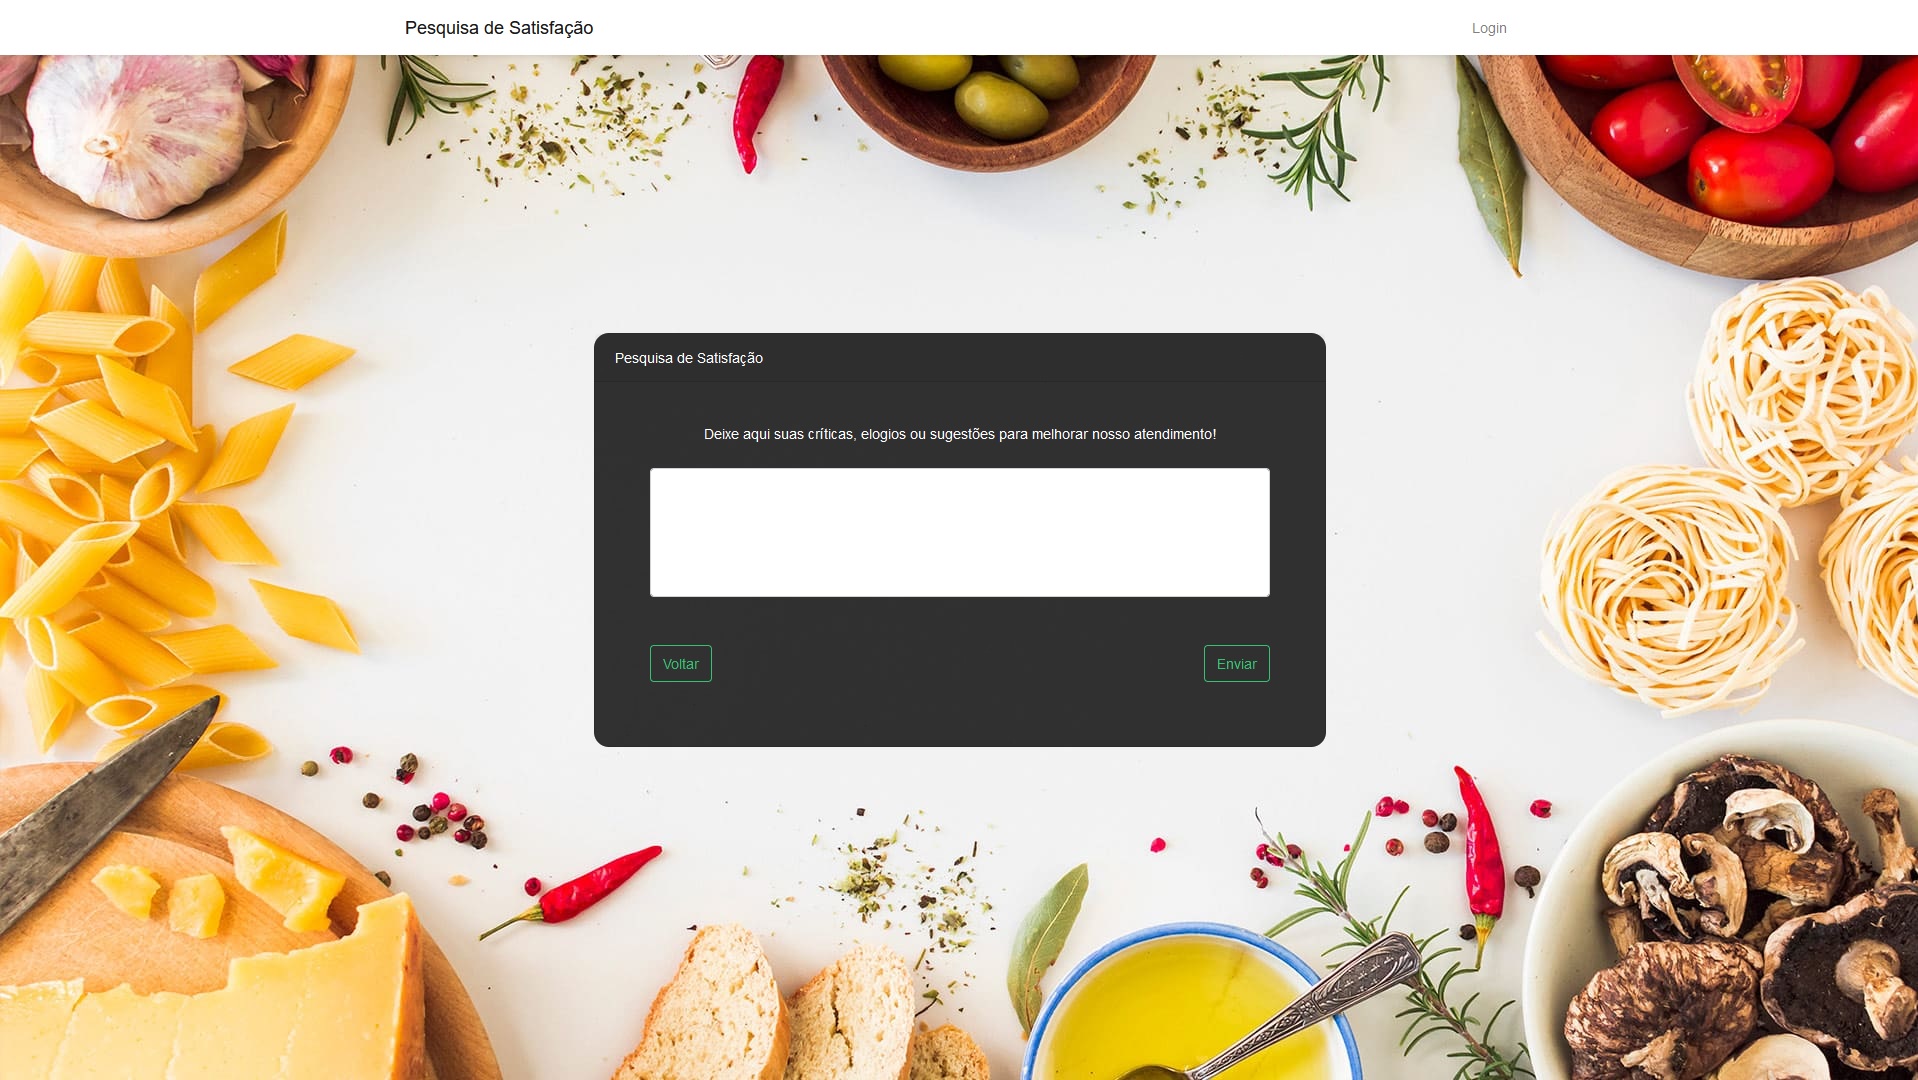 Pesquisa de Satisfação
Login
Pesquisa de Satisfação
Deixe aqui suas críticas, elogios ou sugestões para melhorar nosso atendimento!
Voltar
Enviar